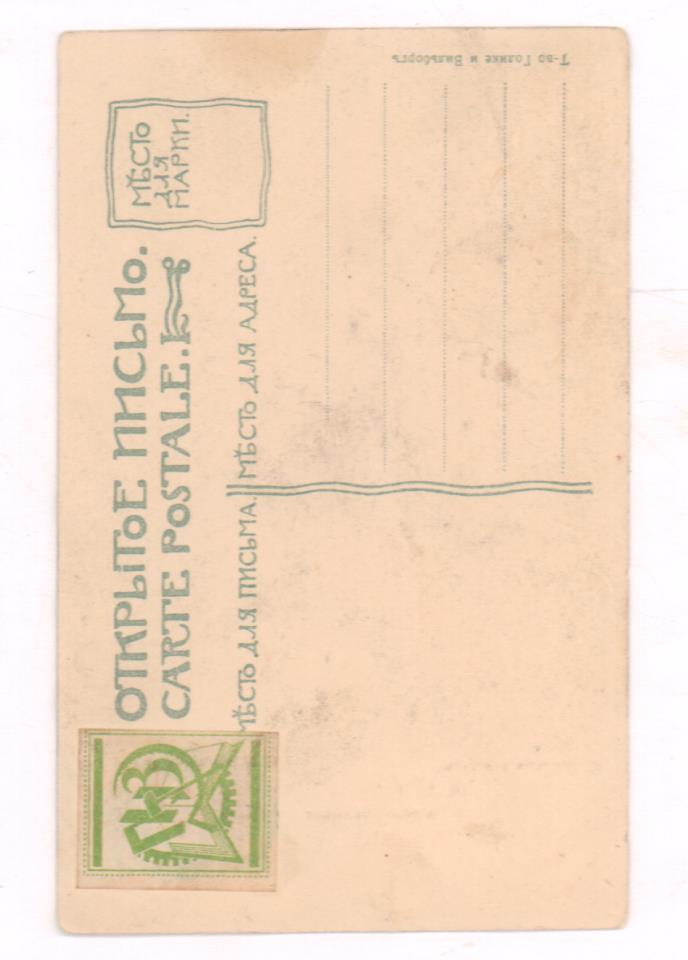 ОТКРЫТОЕ ПИСЬМО.
CARTE POSTALE.
МѢСТО
ДЛЯ
МАРКИ.
МѢСТО ДЛЯ ПИСЬМА. МѢСТО ДЛЯ АДРЕСА.
Т-во Голике и Вильборгъ